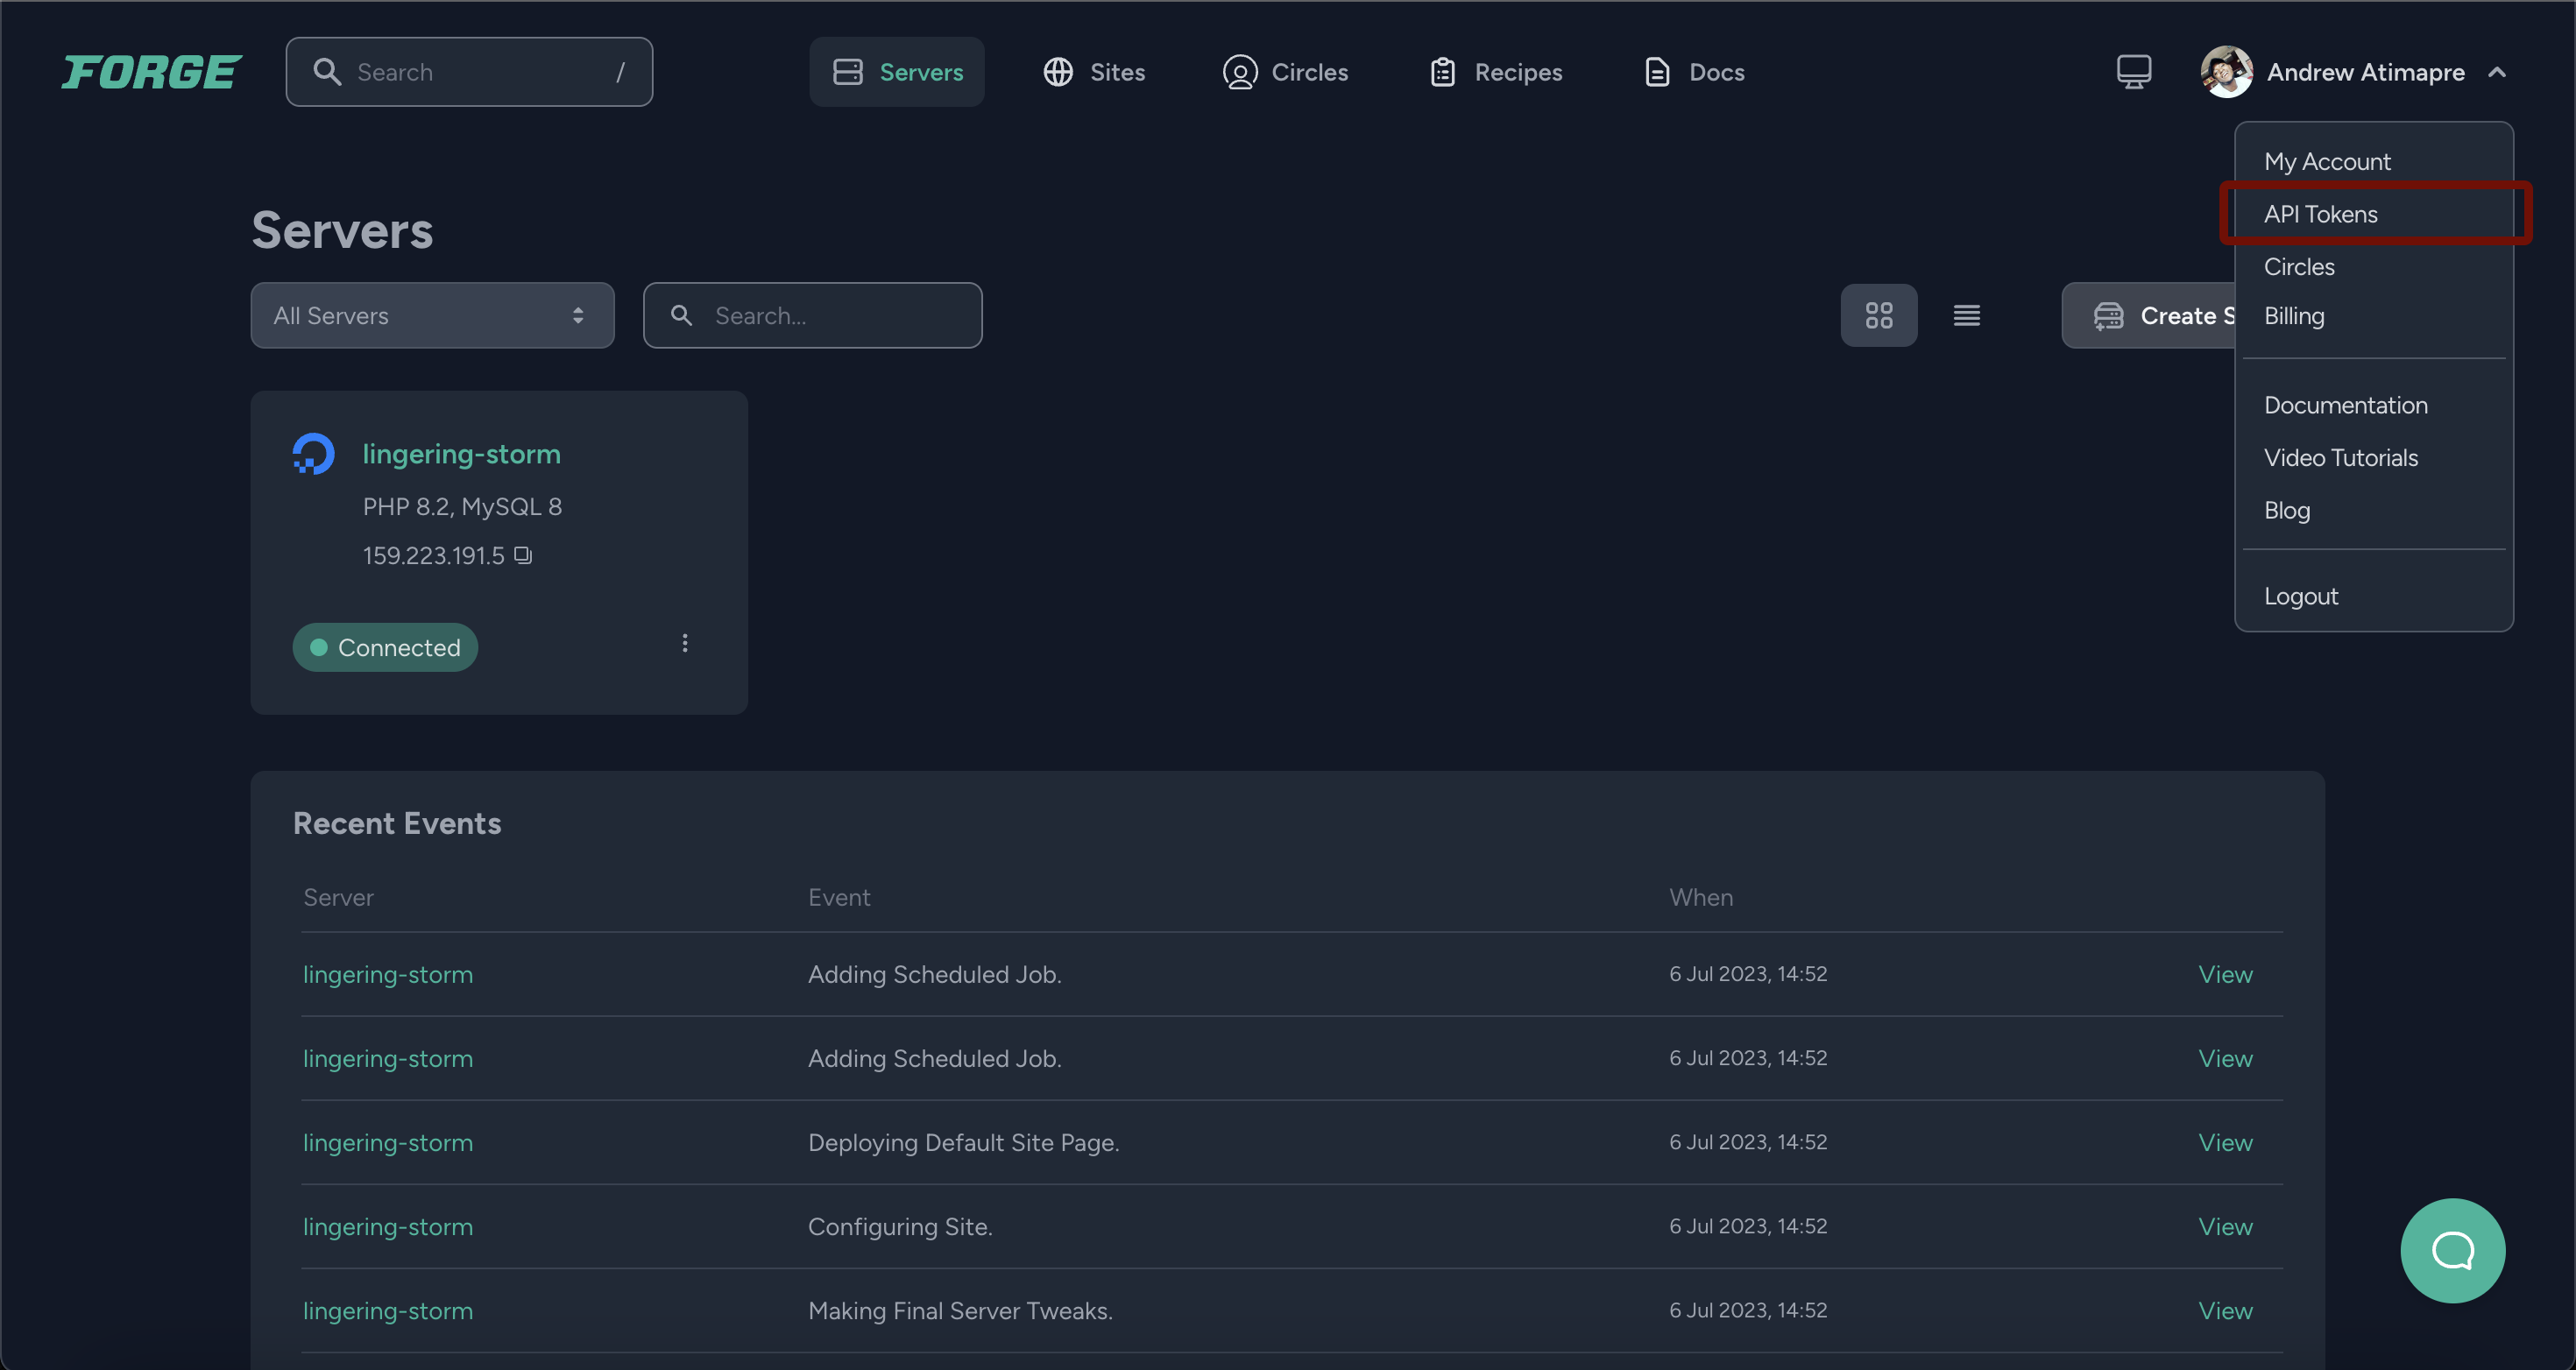 FORGE
Search /
Servers
Sites
Circles
Recipes
Docs
Andrew Atimapre
My Account
API Tokens
Circles
Billing
Documentation
Video Tutorials
Blog
Logout
Servers
All Servers
Search...
Create S
lingering-storm
PHP 8.2, MySQL 8
159.223.191.5
Connected
Recent Events
Server Event When
lingering-storm Adding Scheduled Job. 6 Jul 2023, 14:52 View
lingering-storm Adding Scheduled Job. 6 Jul 2023, 14:52 View
lingering-storm Deploying Default Site Page. 6 Jul 2023, 14:52 View
lingering-storm Configuring Site. 6 Jul 2023, 14:52 View
lingering-storm Making Final Server Tweaks. 6 Jul 2023, 14:52 View